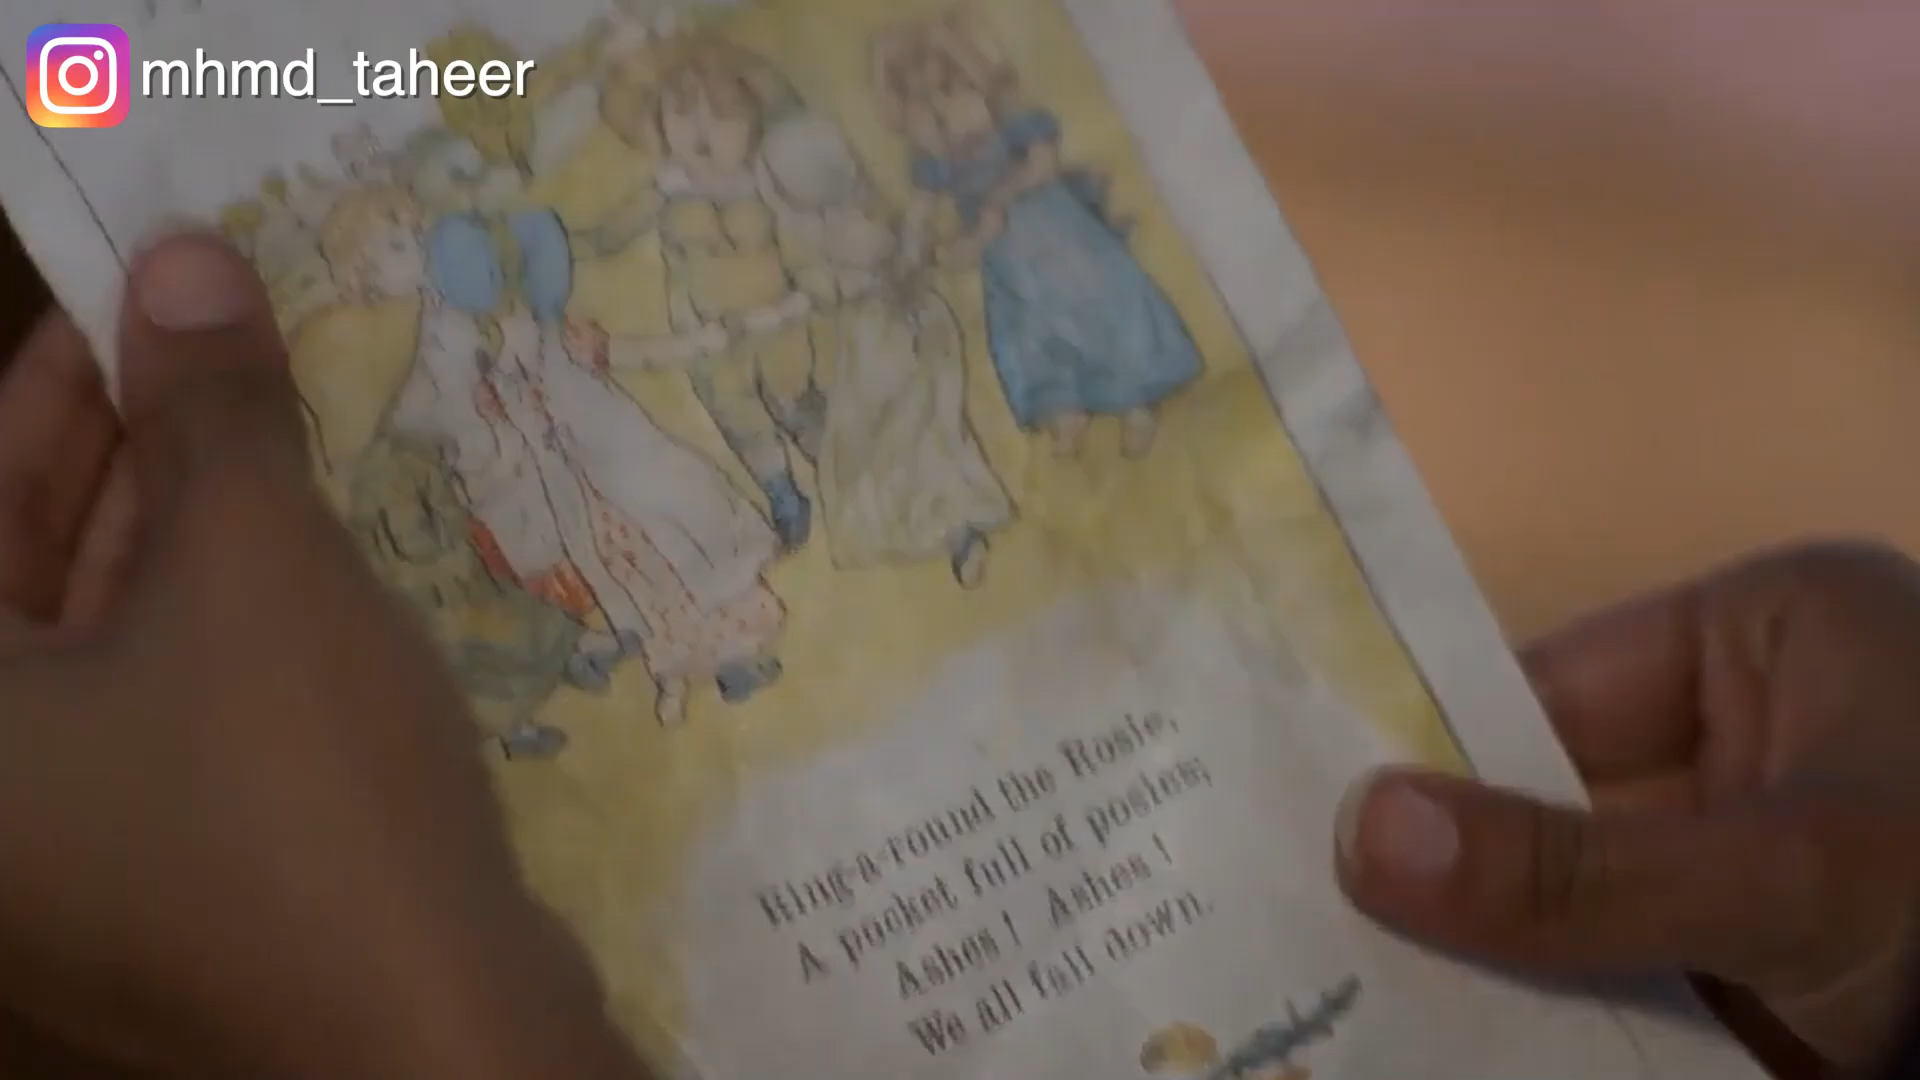 mhmd_taheer
Ring-a-round the Rosie,
A pocket full of posies;
Ashes! Ashes!
We all fall down.